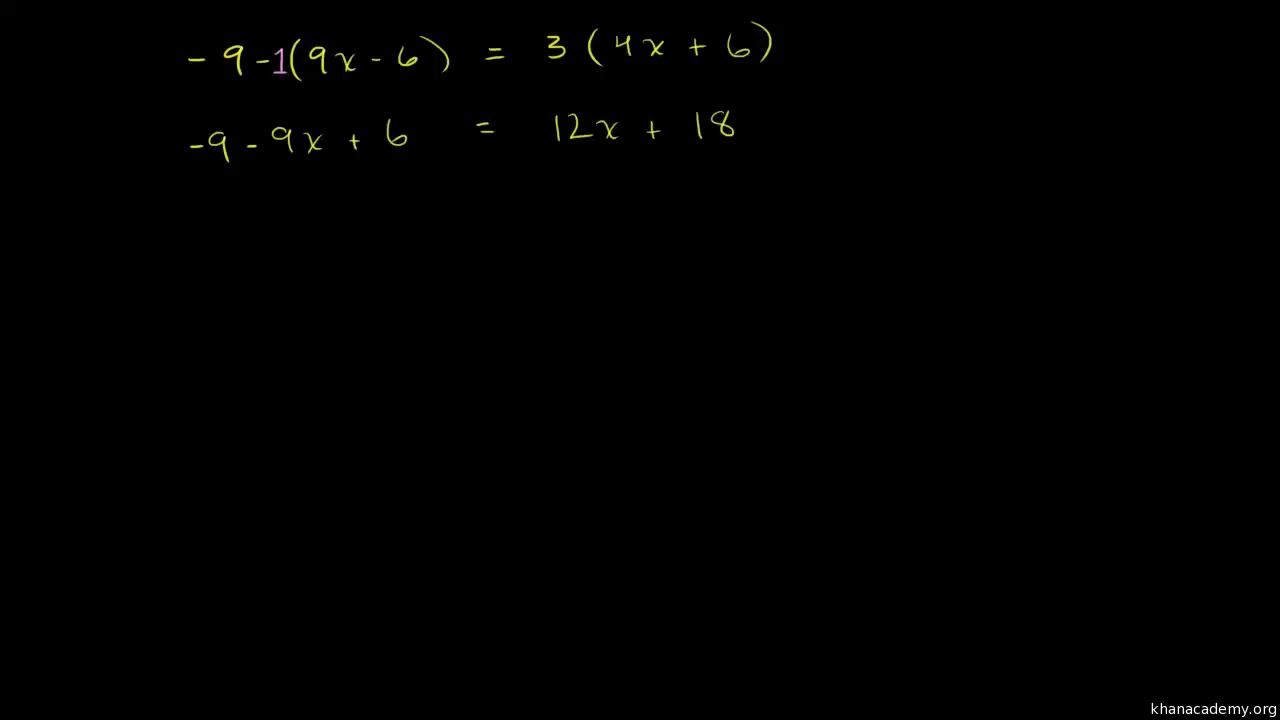 -9-1(9x-6) = 3(4x+6)
-9-9x+6 = 12x+18
khanacademy.org